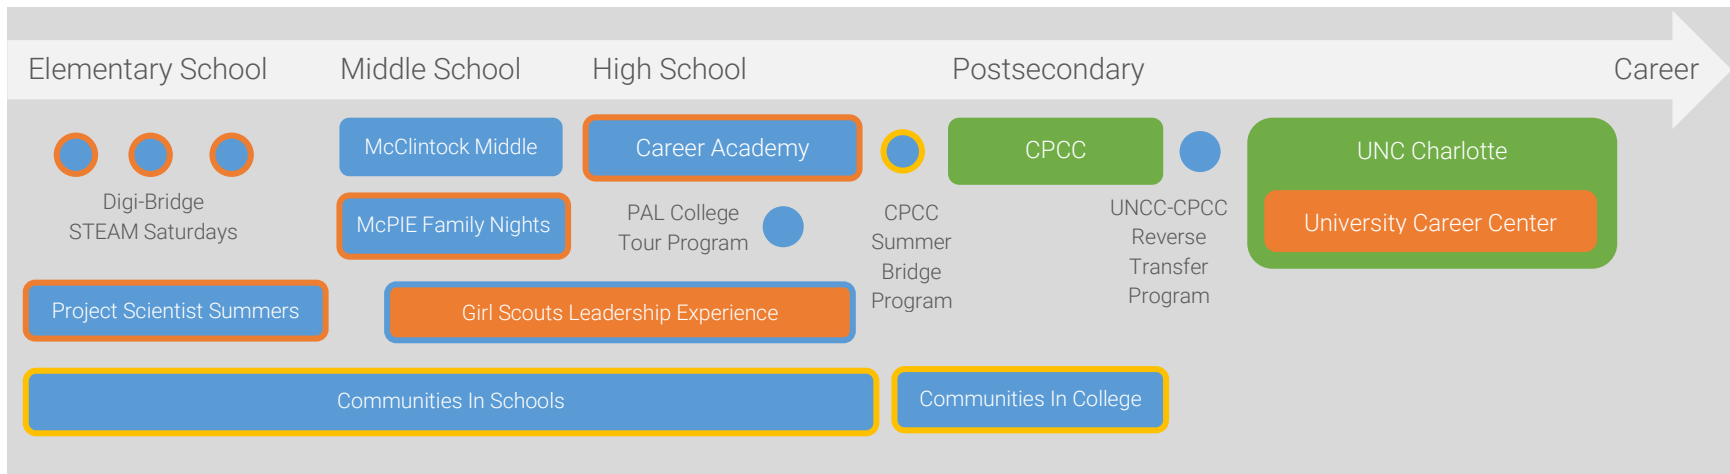 Elementary School
Middle School
High School
Postsecondary
Career
McClintock Middle
Career Academy
CPCC
UNC Charlotte
Digi-Bridge
STEAM Saturdays
McPIE Family Nights
PAL College
Tour Program
CPCC
Summer
Bridge
Program
UNCC-CPCC
Reverse
Transfer
Program
University Career Center
Project Scientist Summers
Girl Scouts Leadership Experience
Communities In Schools
Communities In College